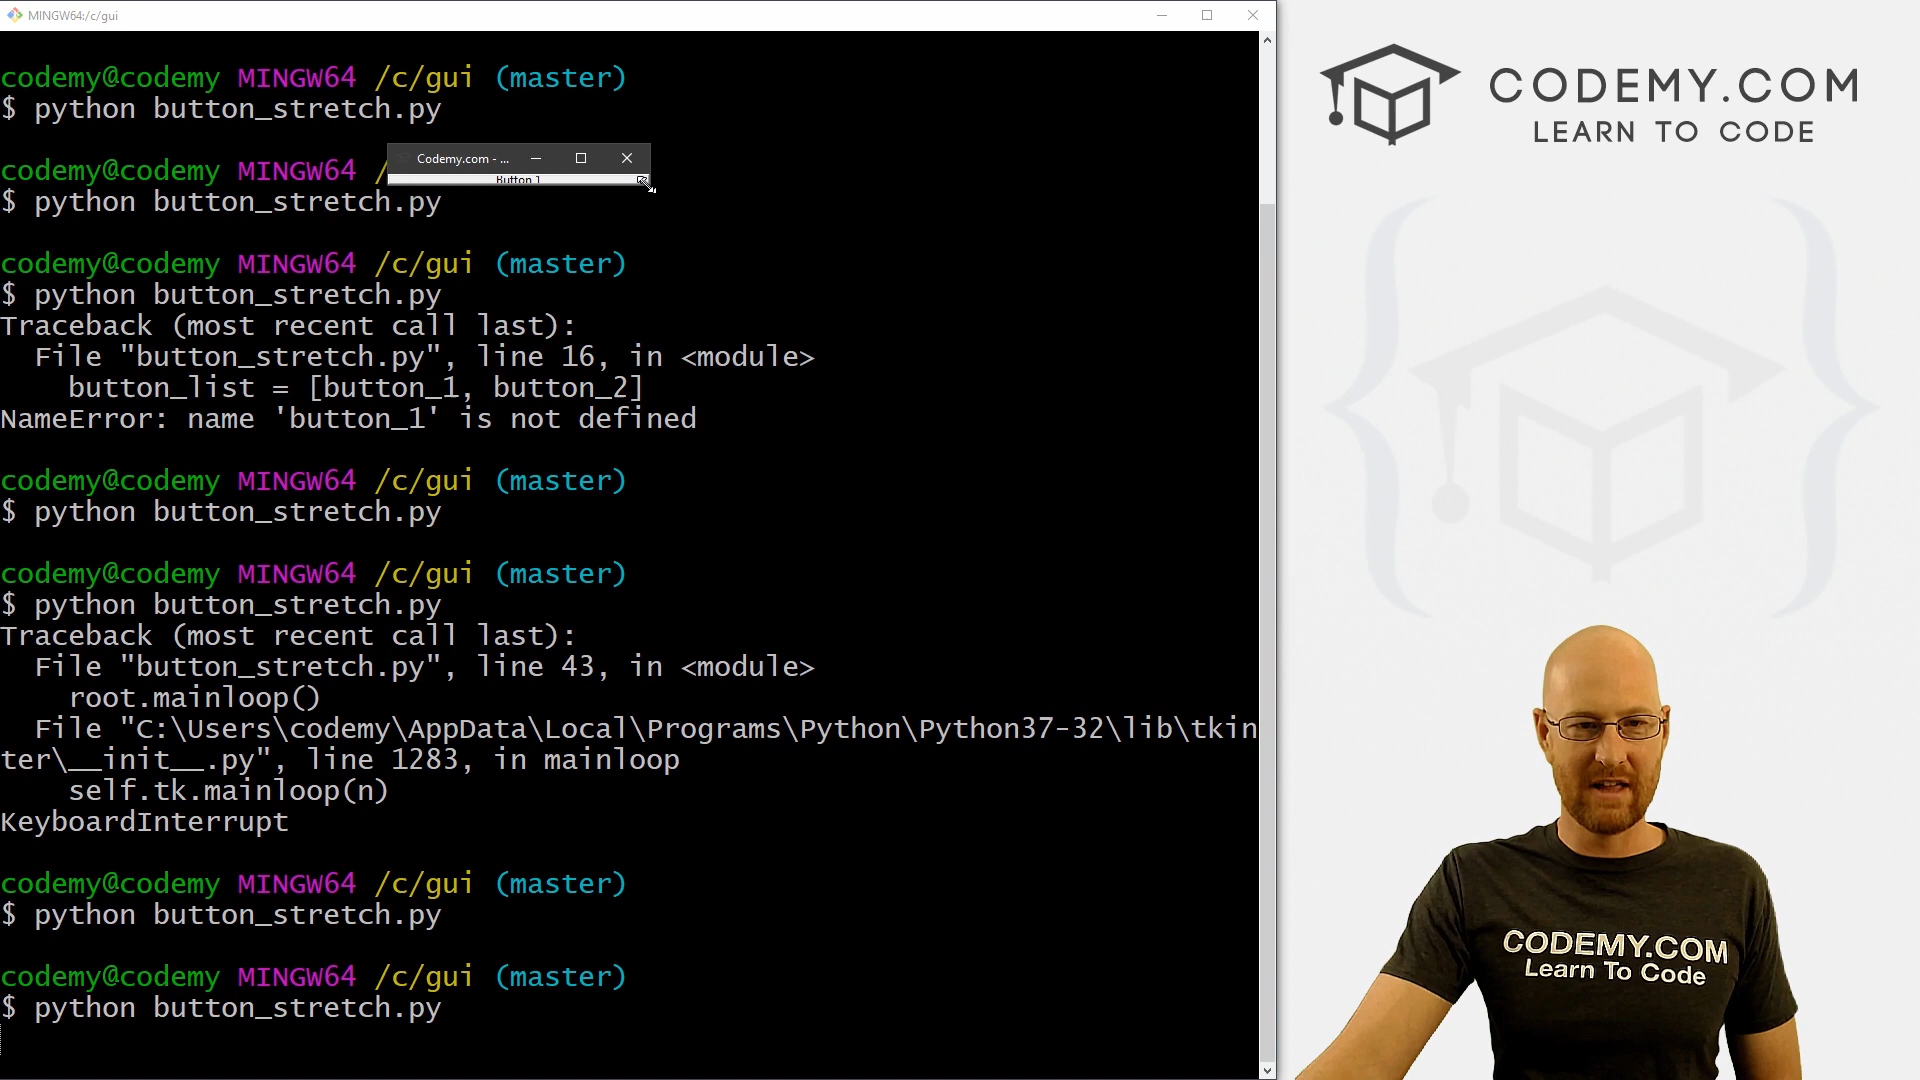 MINGW64:/c/gui
codemy@codemy MINGW64 /c/gui (master)
$ python button_stretch.py
codemy@codemy MINGW64 /
$ python button_stretch.py
Codemy.com - ...
Button 1
codemy@codemy MINGW64 /c/gui (master)
$ python button_stretch.py
Traceback (most recent call last):
File "button_stretch.py", line 16, in <module>
button_list = [button_1, button_2]
NameError: name 'button_1' is not defined
codemy@codemy MINGW64 /c/gui (master)
$ python button_stretch.py
codemy@codemy MINGW64 /c/gui (master)
$ python button_stretch.py
Traceback (most recent call last):
File "button_stretch.py", line 43, in <module>
root.mainloop()
File "C:\Users\codemy\AppData\Local\Programs\Python\Python37-32\lib\tkin
ter\__init__.py", line 1283, in mainloop
self.tk.mainloop(n)
KeyboardInterrupt
codemy@codemy MINGW64 /c/gui (master)
$ python button_stretch.py
codemy@codemy MINGW64 /c/gui (master)
$ python button_stretch.py
CODEMY.COM
LEARN TO CODE
CODEMY.COM
Learn To Code